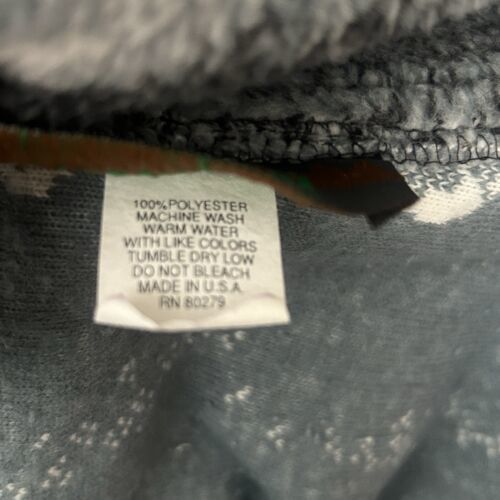 100% POLYESTER
MACHINE WASH
WARM WATER
WITH LIKE COLORS
TUMBLE DRY LOW
DO NOT BLEACH
MADE IN U.S.A.
RN 80279